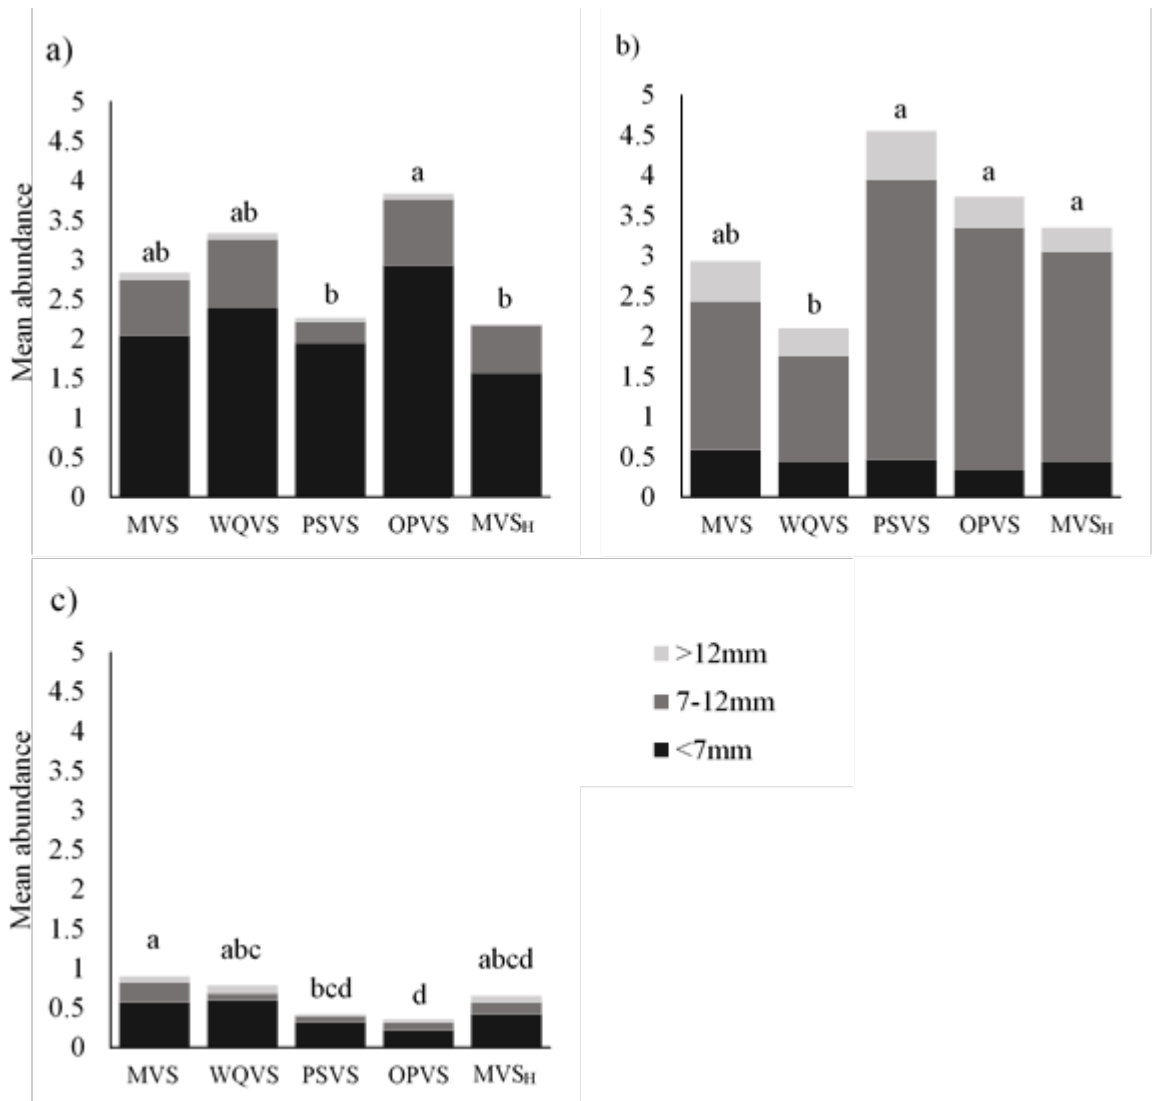 a)
Mean abundance
5
4.5
4
3.5
3
2.5
2
1.5
1
0.5
0
ab
ab
b
a
b
MVS WQVS PSVS OPVS MVSH
b)
5
4.5
4
3.5
3
2.5
2
1.5
1
0.5
0
ab
b
a
a
a
MVS WQVS PSVS OPVS MVSH
c)
Mean abundance
5
4.5
4
3.5
3
2.5
2
1.5
1
0.5
0
a
abc
bcd
d
abcd
MVS WQVS PSVS OPVS MVSH
>12mm
7-12mm
<7mm